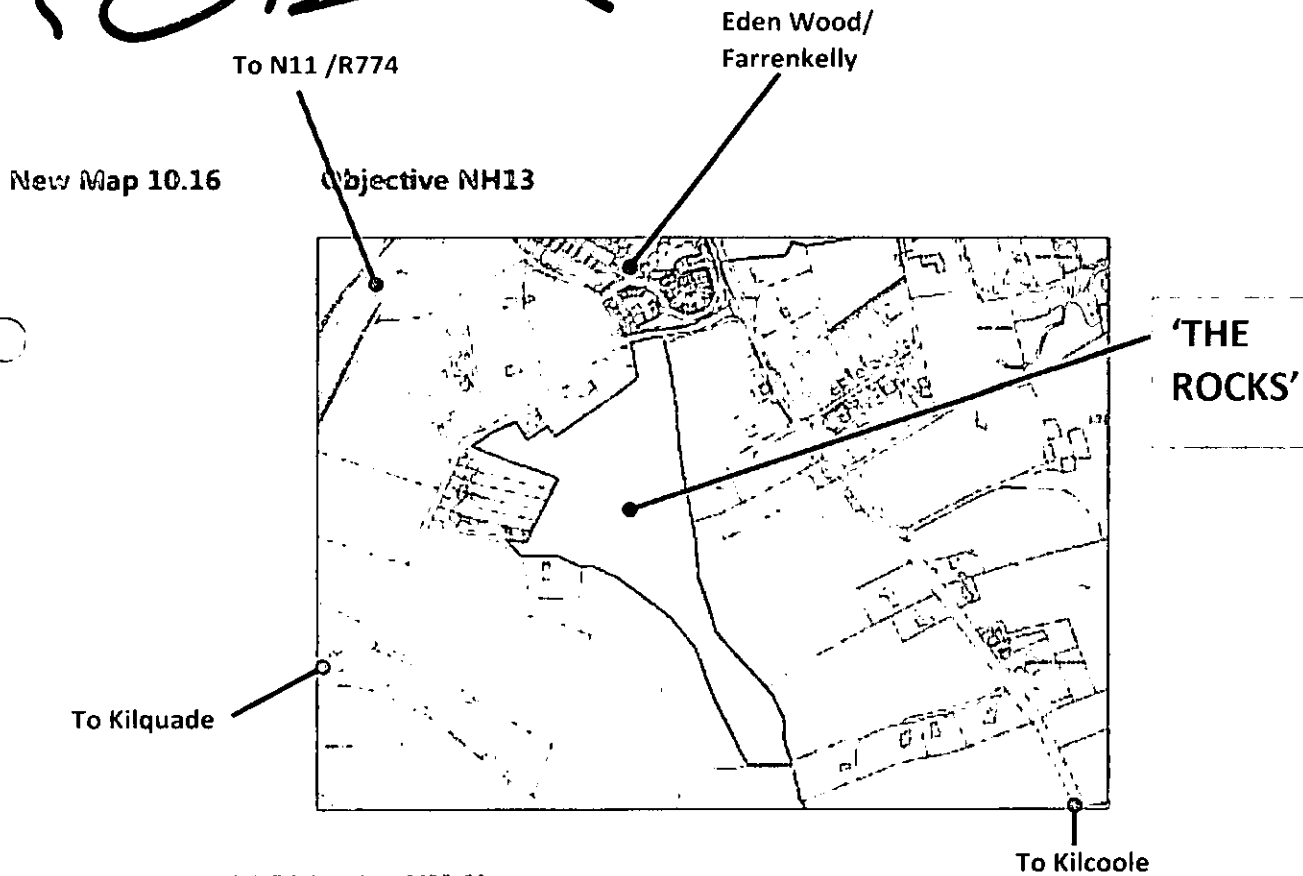 Eden Wood/
Farrenkelly
To N11 /R774
New Map 10.16 Objective NH13
'THE
ROCKS'
To Kilquade
To Kilcoole